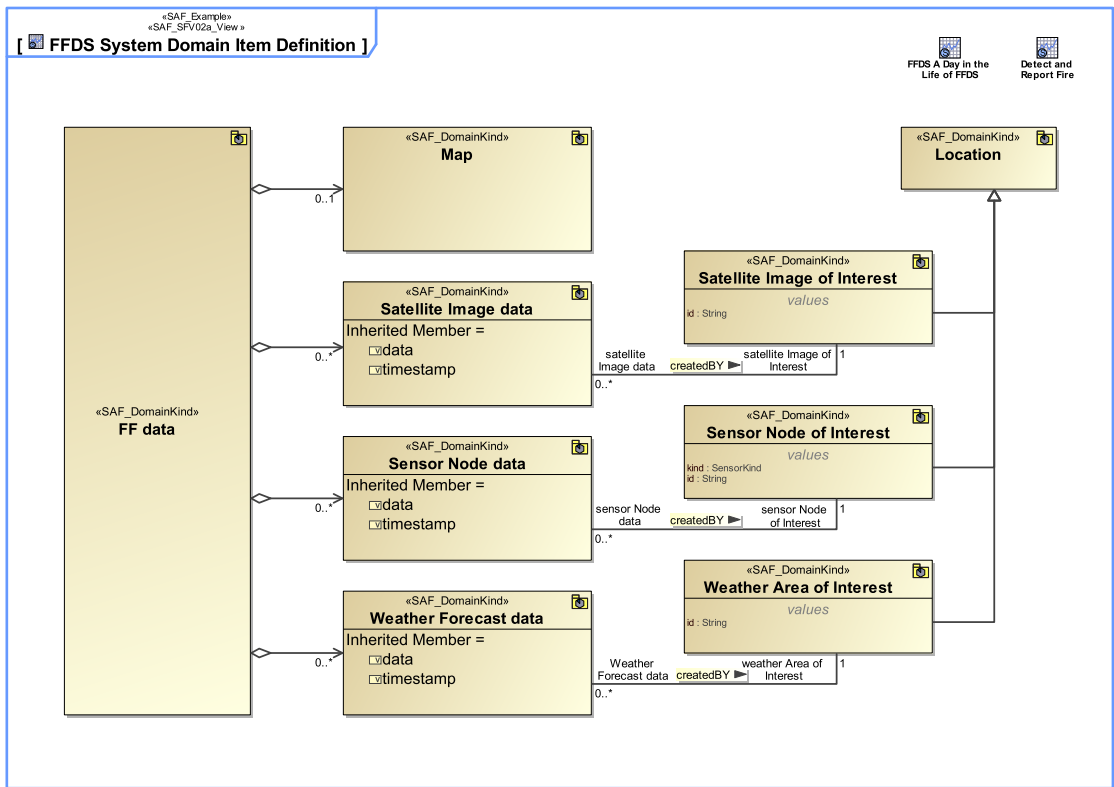 «SAF_Example»
«SAF_SFV02a_View »
[ FFDS System Domain Item Definition ]
FFDS A Day in the
Life of FFDS
Detect and
Report Fire
«SAF_DomainKind»
FF data
«SAF_DomainKind»
Map
0..1
«SAF_DomainKind»
Location
«SAF_DomainKind»
Satellite Image data
Inherited Member =
data
timestamp
0..*
«SAF_DomainKind»
Satellite Image of Interest
values
id : String
satellite
Image data
createdBY
satellite Image of
Interest
1
0..*
«SAF_DomainKind»
Sensor Node data
Inherited Member =
data
timestamp
0..*
«SAF_DomainKind»
Sensor Node of Interest
values
kind : SensorKind
id : String
sensor Node
data
createdBY
sensor Node
of Interest
1
0..*
«SAF_DomainKind»
Weather Forecast data
Inherited Member =
data
timestamp
0..*
«SAF_DomainKind»
Weather Area of Interest
values
id : String
Weather
Forecast data
createdBY
weather Area of
Interest
1
0..*